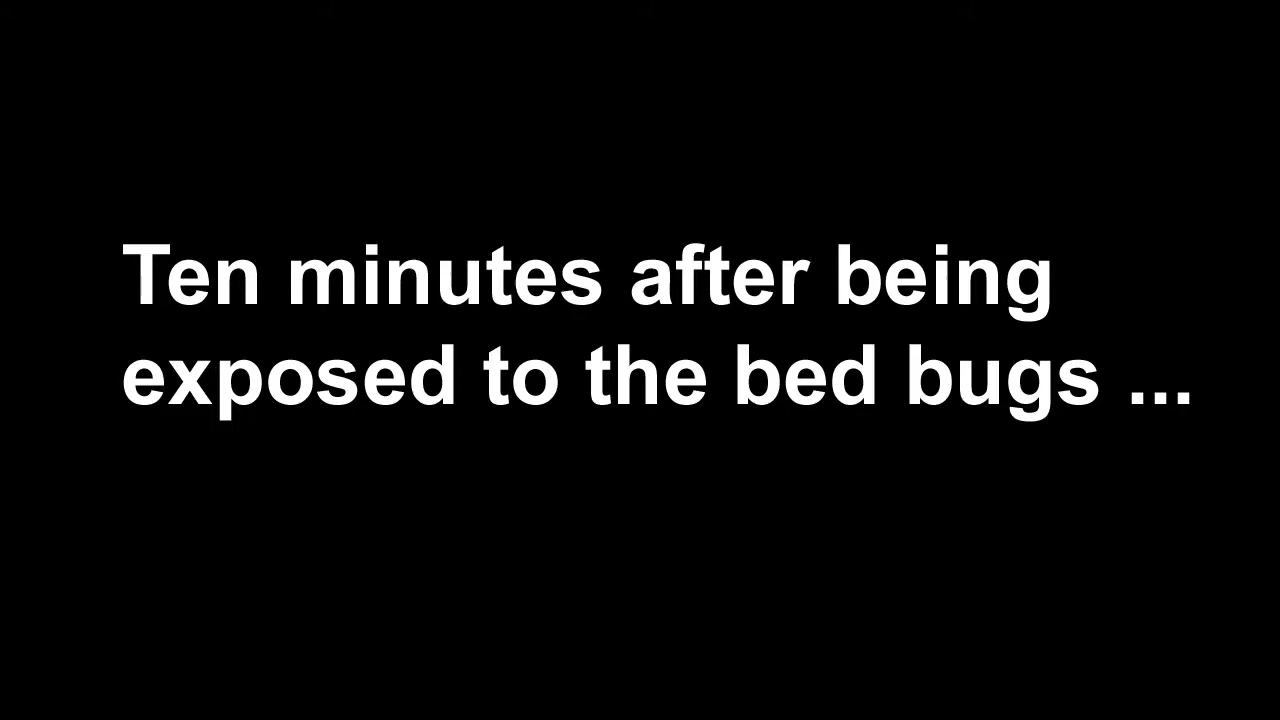 Ten minutes after being
exposed to the bed bugs ...